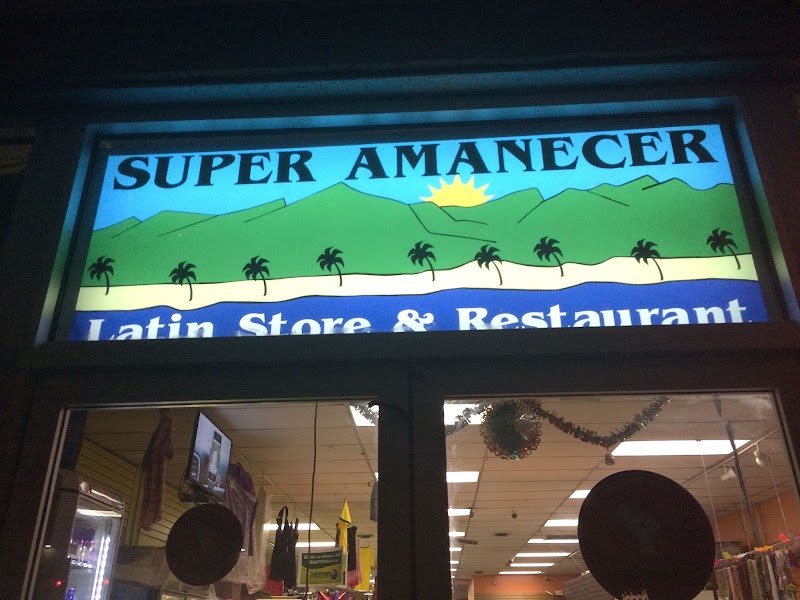 SUPER AMANECER
Latin Store & Restaurant